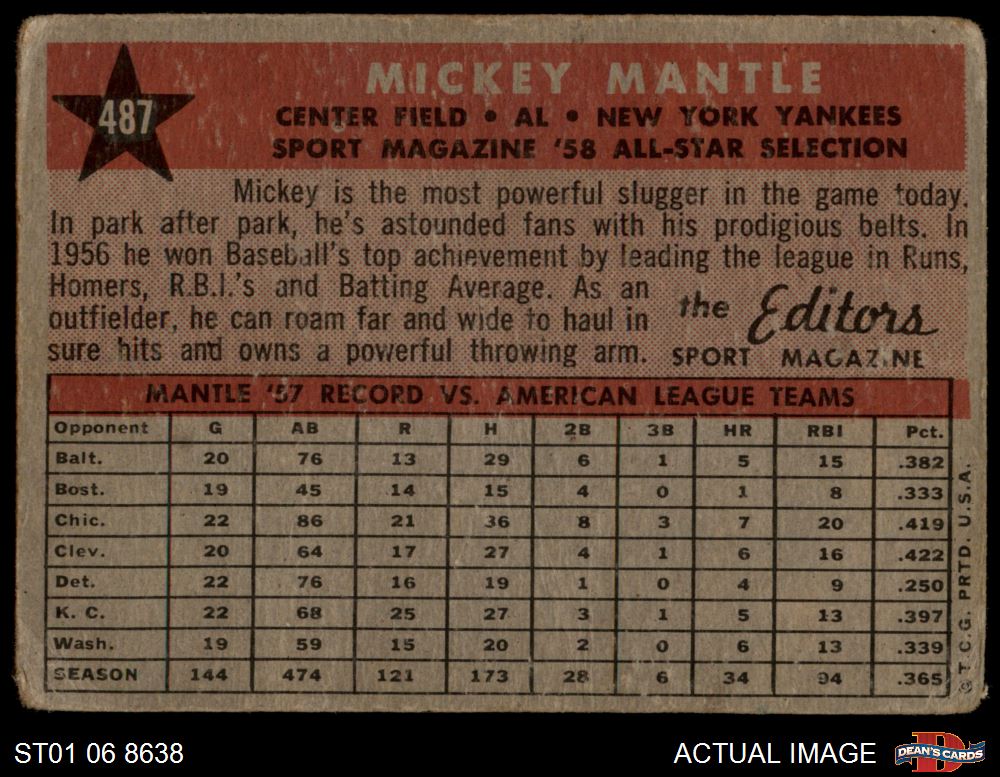 487
MICKEY MANTLE
CENTER FIELD • AL • NEW YORK YANKEES
SPORT MAGAZINE '58 ALL-STAR SELECTION
Mickey is the most powerful slugger in the game today.
In park after park, he's astounded fans with his prodigious belts. In
1956 he won Baseball's top achievement by leading the league in Runs,
Homers, R.B.I.'s and Batting Average. As an
outfielder, he can roam far and wide to haul in
sure hits and owns a powerful throwing arm.
the Editors
SPORT MAGAZINE
MANTLE '57 RECORD VS. AMERICAN LEAGUE TEAMS
Opponent G AB R H 2B 3B HR RBI Pct.
Balt. 20 76 13 29 6 1 5 15 .382
Bost. 19 45 14 15 4 0 1 8 .333
Chic. 22 86 21 36 8 3 7 20 .419
Clev. 20 64 17 27 4 1 6 16 .422
Det. 22 76 16 19 1 0 4 9 .250
K. C. 22 68 25 27 3 1 5 13 .397
Wash. 19 59 15 20 2 0 6 13 .339
SEASON 144 474 121 173 28 6 34 94 .365
© T.C.G. PRTD. U.S.A.
ST01 06 8638
ACTUAL IMAGE
DEAN'S CARDS